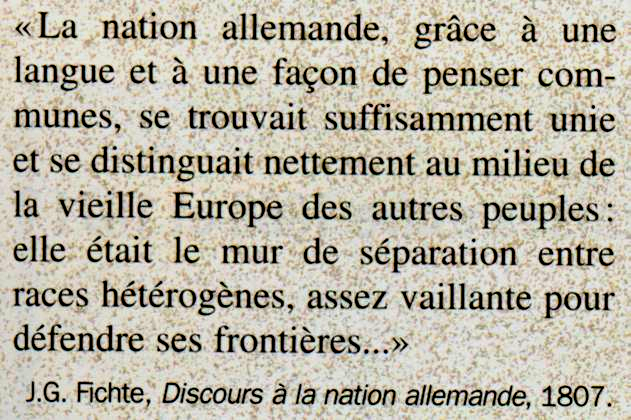 «La nation allemande, grâce à une
langue et à une façon de penser com-
munes, se trouvait suffisamment unie
et se distinguait nettement au milieu de
la vieille Europe des autres peuples :
elle était le mur de séparation entre
races hétérogènes, assez vaillante pour
défendre ses frontières...»
J.G. Fichte, Discours à la nation allemande, 1807.